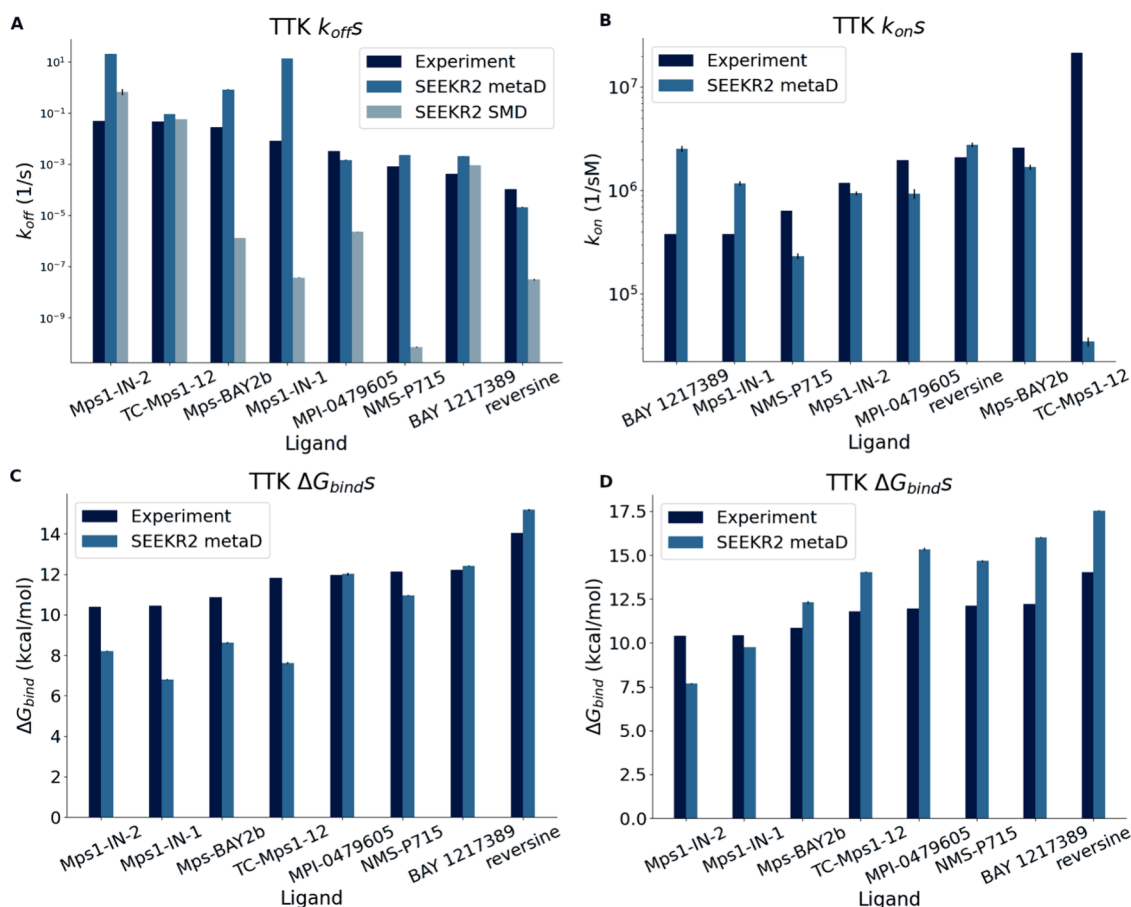 A
TTK k_offs
k_off (1/s)
10^1
10^-1
10^-3
10^-5
10^-7
10^-9
Experiment
SEEKR2 metaD
SEEKR2 SMD
Mps1-IN-2
TC-Mps1-12
Mps-BAY2b
Mps1-IN-1
MPI-0479605
NMS-P715
BAY 1217389
reversine
Ligand
B
TTK k_ons
k_on (1/sM)
10^7
10^6
10^5
Experiment
SEEKR2 metaD
BAY 1217389
Mps1-IN-1
NMS-P715
Mps1-IN-2
MPI-0479605
reversine
Mps-BAY2b
TC-Mps1-12
Ligand
C
TTK ΔG_binds
ΔG_bind (kcal/mol)
14
12
10
8
6
4
2
0
Experiment
SEEKR2 metaD
Mps1-IN-2
Mps1-IN-1
Mps-BAY2b
TC-Mps1-12
MPI-0479605
NMS-P715
BAY 1217389
reversine
Ligand
D
TTK ΔG_binds
ΔG_bind (kcal/mol)
17.5
15.0
12.5
10.0
7.5
5.0
2.5
0.0
Experiment
SEEKR2 metaD
Mps1-IN-2
Mps1-IN-1
Mps-BAY2b
TC-Mps1-12
MPI-0479605
NMS-P715
BAY 1217389
reversine
Ligand